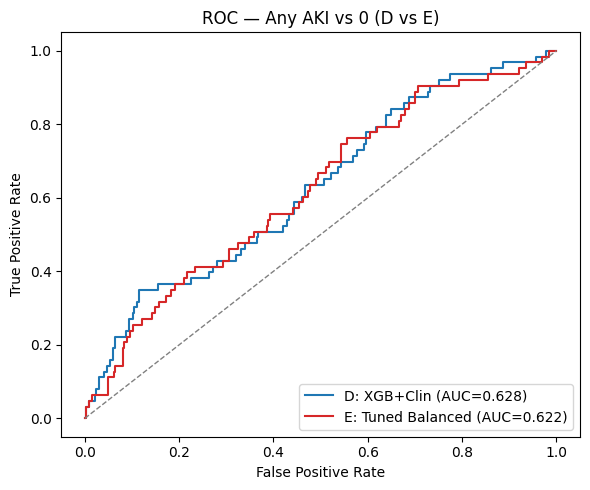 ROC — Any AKI vs 0 (D vs E)
True Positive Rate
1.0
0.8
0.6
0.4
0.2
0.0
D: XGB+Clin (AUC=0.628)
E: Tuned Balanced (AUC=0.622)
0.0 0.2 0.4 0.6 0.8 1.0
False Positive Rate